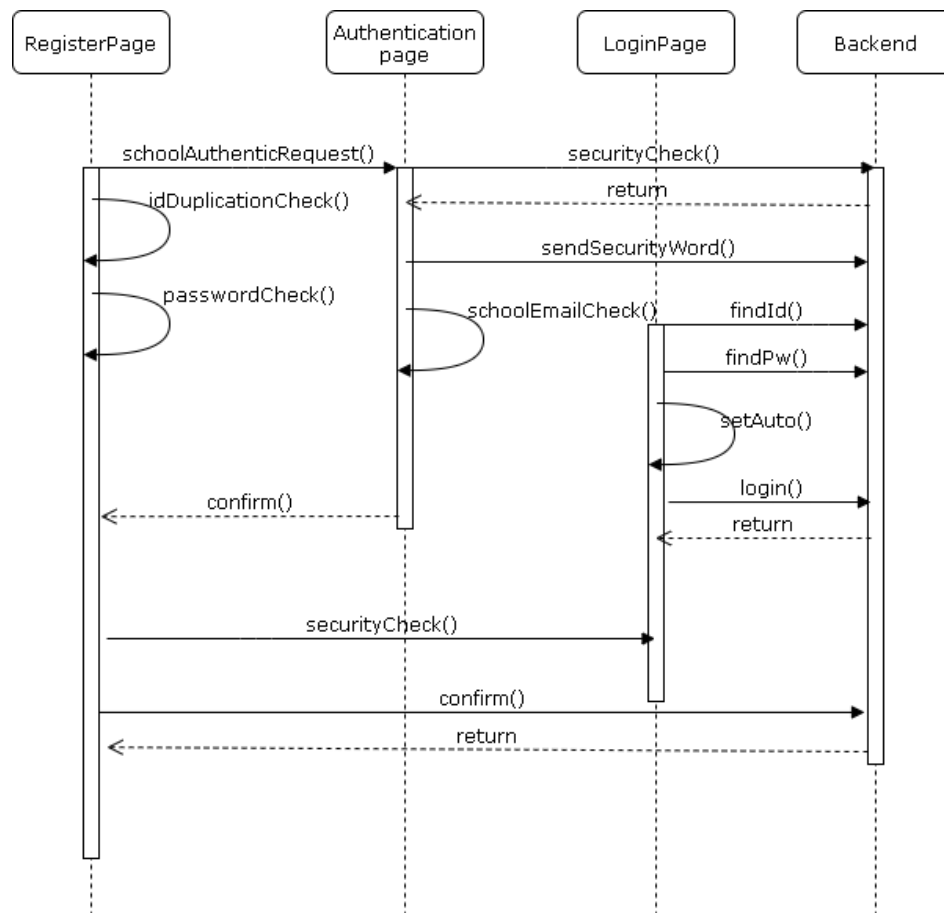 RegisterPage
Authentication
page
LoginPage
Backend
schoolAuthenticRequest()
securityCheck()
return
idDuplicationCheck()
sendSecurityWord()
passwordCheck()
schoolEmailCheck()
findId()
findPw()
setAuto()
login()
confirm()
return
securityCheck()
confirm()
return